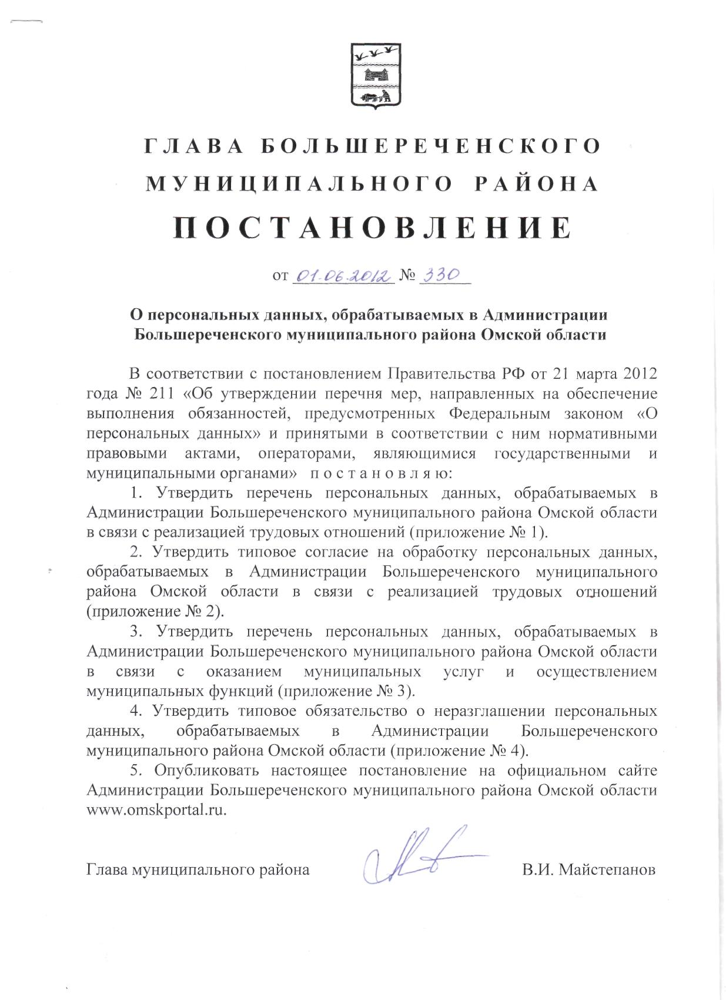 ГЛАВА БОЛЬШЕРЕЧЕНСКОГО
МУНИЦИПАЛЬНОГО РАЙОНА
ПОСТАНОВЛЕНИЕ
от 01.06.2012 № 330
О персональных данных, обрабатываемых в Администрации
Большереченского муниципального района Омской области
В соответствии с постановлением Правительства РФ от 21 марта 2012
года № 211 «Об утверждении перечня мер, направленных на обеспечение
выполнения обязанностей, предусмотренных Федеральным законом «О
персональных данных» и принятыми в соответствии с ним нормативными
правовыми актами, операторами, являющимися государственными и
муниципальными органами» п о с т а н о в л я ю:
1. Утвердить перечень персональных данных, обрабатываемых в
Администрации Большереченского муниципального района Омской области
в связи с реализацией трудовых отношений (приложение № 1).
2. Утвердить типовое согласие на обработку персональных данных,
обрабатываемых в Администрации Большереченского муниципального
района Омской области в связи с реализацией трудовых отношений
(приложение № 2).
3. Утвердить перечень персональных данных, обрабатываемых в
Администрации Большереченского муниципального района Омской области
в связи с оказанием муниципальных услуг и осуществлением
муниципальных функций (приложение № 3).
4. Утвердить типовое обязательство о неразглашении персональных
данных, обрабатываемых в Администрации Большереченского
муниципального района Омской области (приложение № 4).
5. Опубликовать настоящее постановление на официальном сайте
Администрации Большереченского муниципального района Омской области
www.omskportal.ru.
Глава муниципального района В.И. Майстепанов